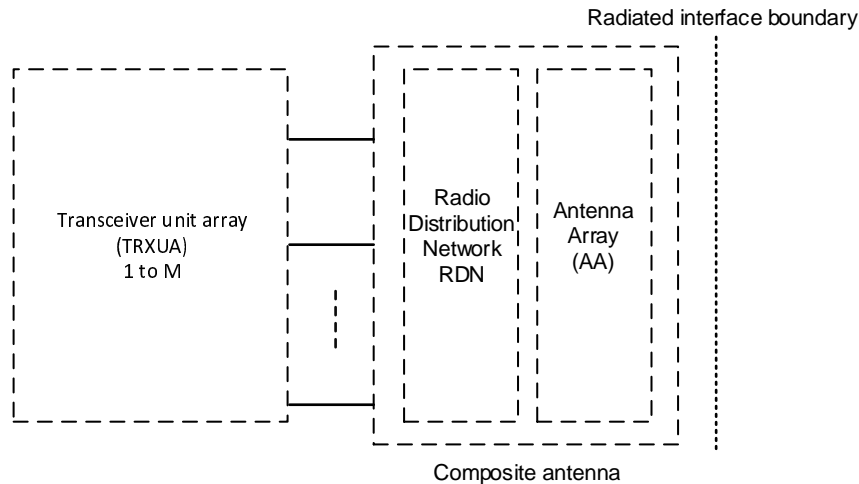 Radiated interface boundary
Transceiver unit array
(TRXUA)
1 to M
Radio
Distribution
Network
RDN
Antenna
Array
(AA)
Composite antenna